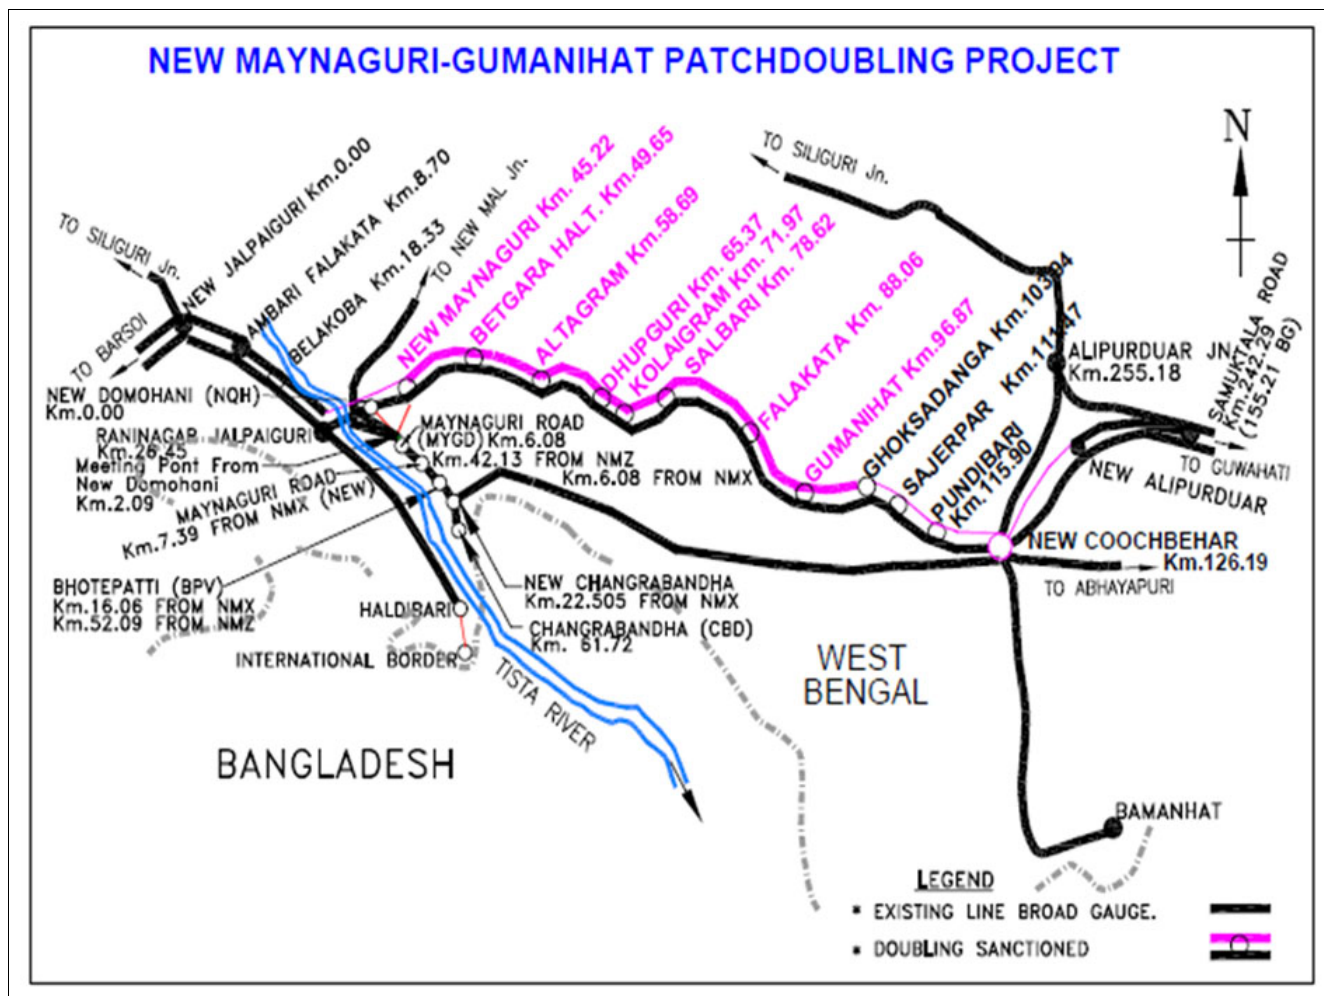 NEW MAYNAGURI-GUMANIHAT PATCHDOUBLING PROJECT
N
TO SILIGURI Jn.
NEW JALPAIGURI Km.0.00
AMBARI FALAKATA Km.8.70
BELAKOBA Km.18.33
TO NEW MAL Jn.
NEW MAYNAGURI Km. 45.22
BETGARA HALT. Km.49.65
ALTAGRAM Km.58.69
DHUPGURI Km. 65.37
KOLAIGRAM Km. 71.97
SALBARI Km. 78.62
FALAKATA Km. 88.06
GUMANIHAT Km.96.87
GHOKSADANGA Km.103.94
SAJERPAR Km.111.47
PUNDIBARI
Km.115.90
TO SILIGURI Jn.
ALIPURDUAR JN.
Km.255.18
SAMUKTALA ROAD
Km.242.29
(155.21 BG)
TO GUWAHATI
NEW ALIPURDUAR
NEW COOCHBEHAR
Km.126.19
TO ABHAYAPURI
TO BARSOI
NEW DOMOHANI (NQH)
Km.0.00
RANINAGAR JALPAIGURI
Km.26.45
Meeting Pont From
New Domohani
Km.2.09
MAYNAGURI ROAD
Km.7.39 FROM NMX (NEW)
MAYNAGURI ROAD
(MYGD) Km.6.08
Km.42.13 FROM NMZ
Km.6.08 FROM NMX
BHOTEPATTI (BPV)
Km.16.06 FROM NMX
Km.52.09 FROM NMZ
NEW CHANGRABANDHA
Km.22.505 FROM NMX
CHANGRABANDHA (CBD)
Km. 61.72
HALDIBARI
INTERNATIONAL BORDER
TISTA RIVER
WEST
BENGAL
BANGLADESH
BAMANHAT
LEGEND
* EXISTING LINE BROAD GAUGE.
* DOUBLING SANCTIONED